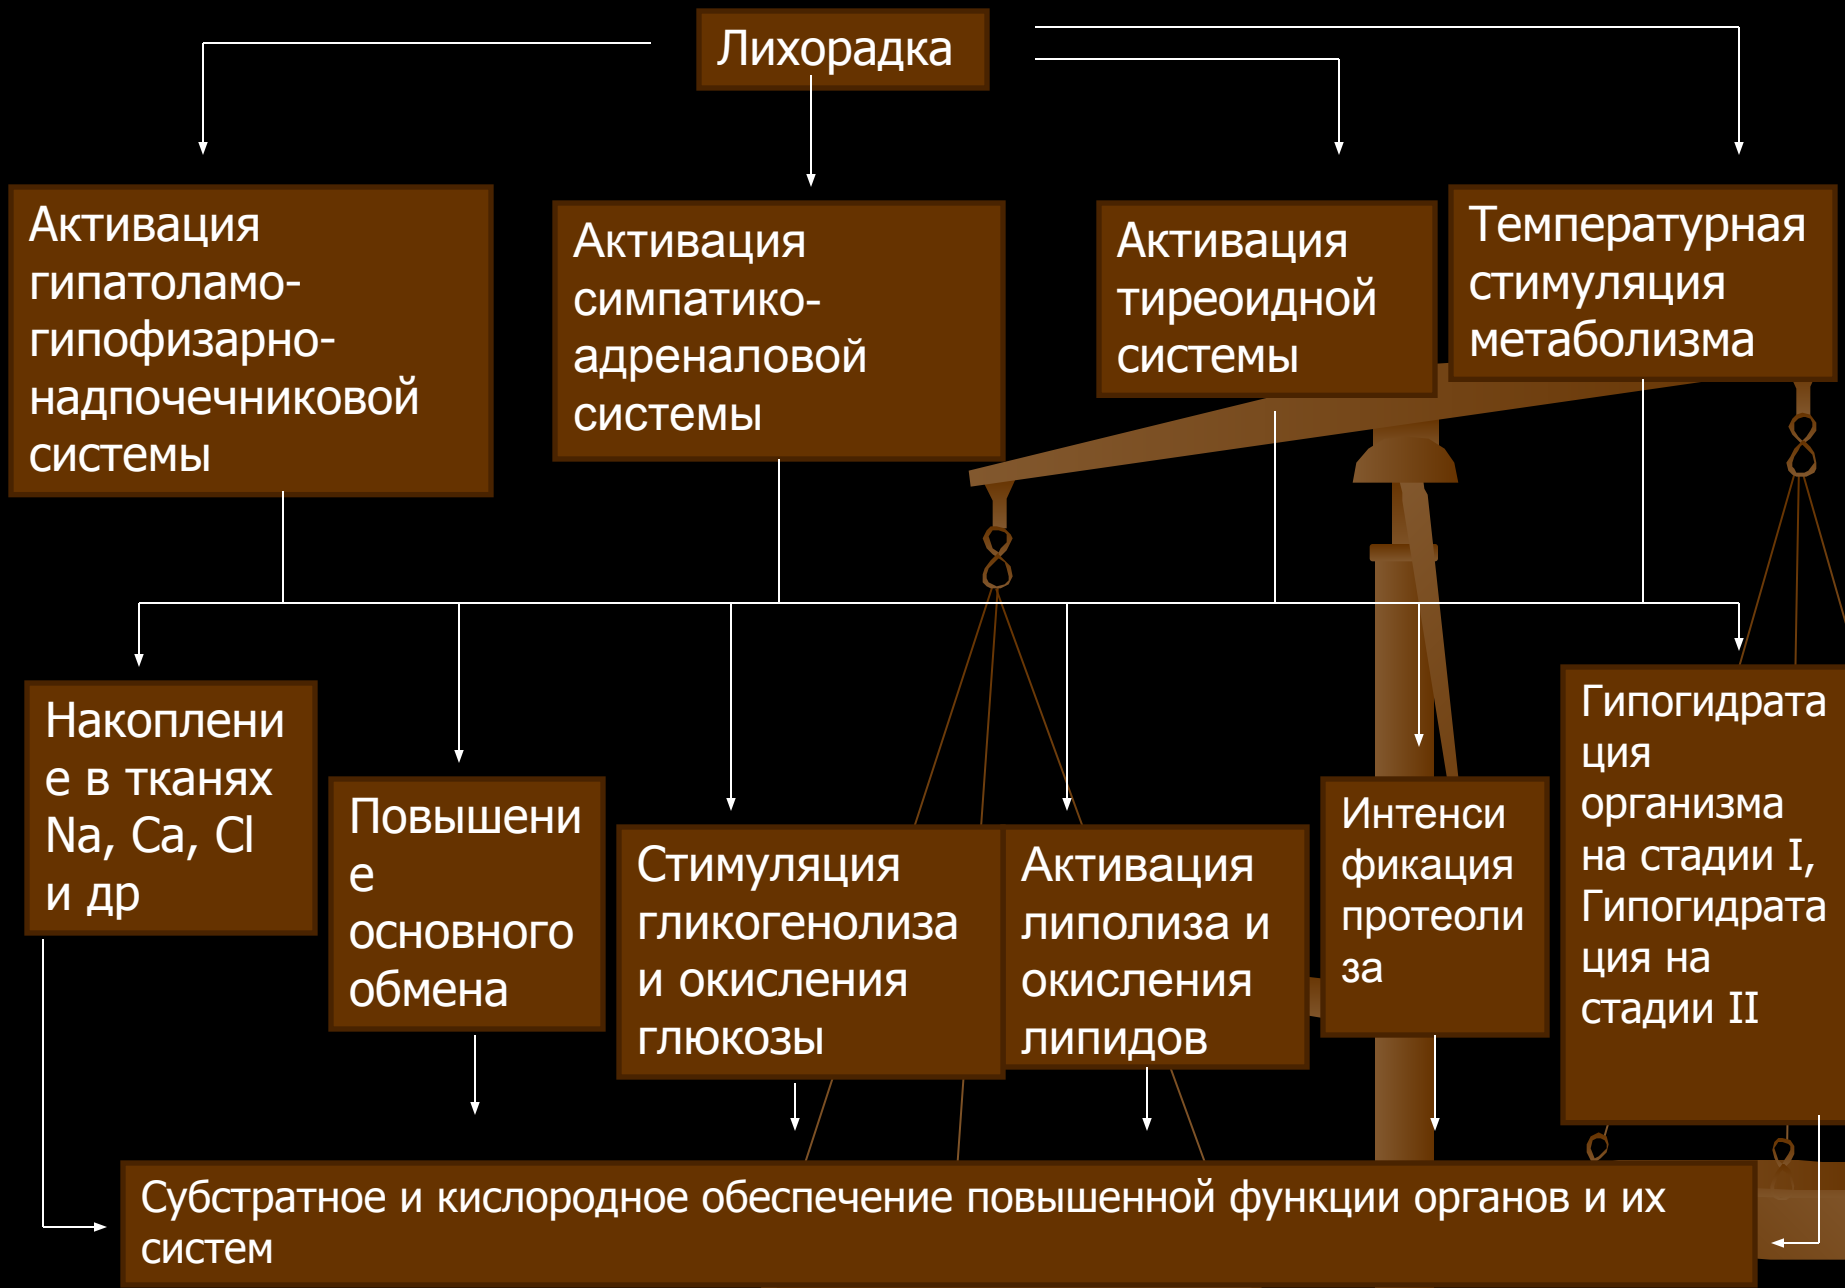 Лихорадка
Активация
гипатоламо-
гипофизарно-
надпочечниковой
системы
Активация
симпатико-
адреналовой
системы
Активация
тиреоидной
системы
Температурная
стимуляция
метаболизма
Накоплени
е в тканях
Na, Ca, Cl
и др
Повышени
е
основного
обмена
Стимуляция
гликогенолиза
и окисления
глюкозы
Активация
липолиза и
окисления
липидов
Интенси
фикация
протеоли
за
Гипогидрата
ция
организма
на стадии I,
Гипогидрата
ция на
стадии II
Субстратное и кислородное обеспечение повышенной функции органов и их
систем